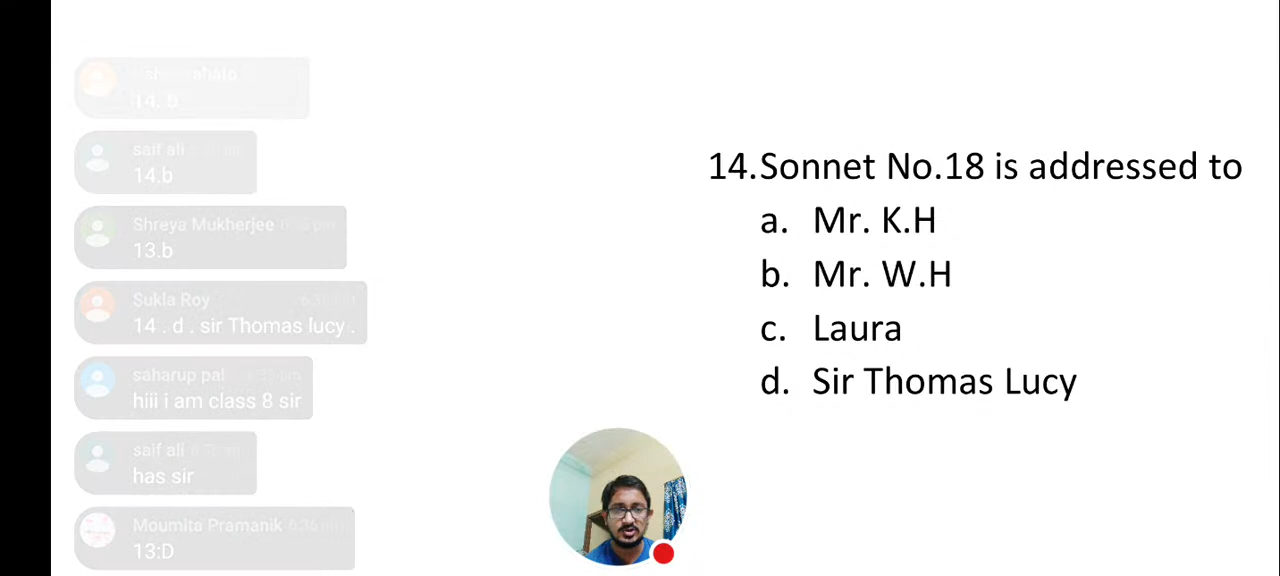 14. b
saif ali
14.b
Shreya Mukherjee
13.b
Sukla Roy
14 . d . sir Thomas lucy .
saharup pal
hiii i am class 8 sir
saif ali
has sir
Moumita Pramanik
13:D
14.Sonnet No.18 is addressed to
a. Mr. K.H
b. Mr. W.H
c. Laura
d. Sir Thomas Lucy